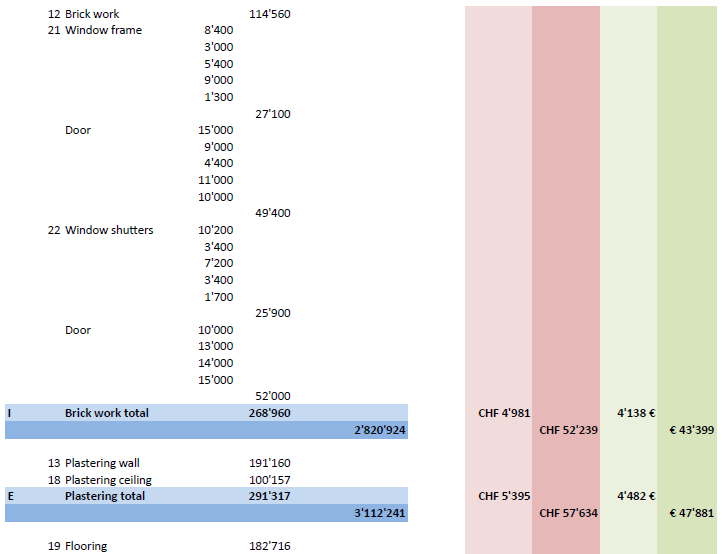 12 Brick work 114'560
21 Window frame 8'400
3'000
5'400
9'000
1'300
27'100
Door 15'000
9'000
4'400
11'000
10'000
49'400
22 Window shutters 10'200
3'400
7'200
3'400
1'700
25'900
Door 10'000
13'000
14'000
15'000
52'000
I Brick work total 268'960 CHF 4'981 4'138 €
2'820'924 CHF 52'239 € 43'399
13 Plastering wall 191'160
18 Plastering ceiling 100'157
E Plastering total 291'317 CHF 5'395 4'482 €
3'112'241 CHF 57'634 € 47'881
19 Flooring 182'716